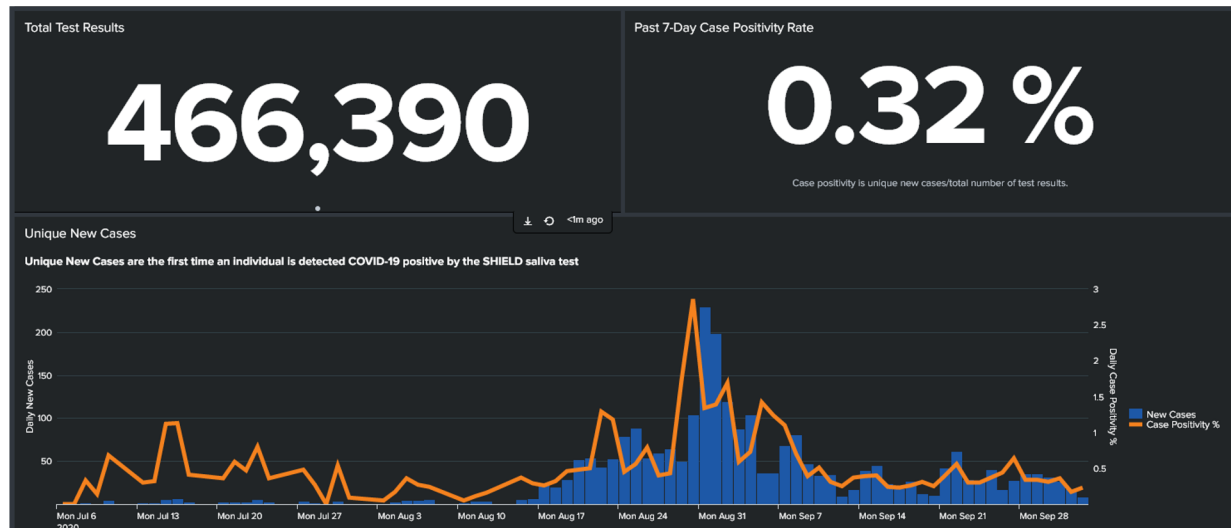 Total Test Results
466,390
Past 7-Day Case Positivity Rate
0.32 %
Case positivity is unique new cases/total number of test results.
<1m ago
Unique New Cases
Unique New Cases are the first time an individual is detected COVID-19 positive by the SHIELD saliva test
Daily New Cases
250
200
150
100
50
3
2.5
2
1.5
1
0.5
Daily Case Positivity %
New Cases
Case Positivity %
Mon Jul 6
2020
Mon Jul 13
Mon Jul 20
Mon Jul 27
Mon Aug 3
Mon Aug 10
Mon Aug 17
Mon Aug 24
Mon Aug 31
Mon Sep 7
Mon Sep 14
Mon Sep 21
Mon Sep 28